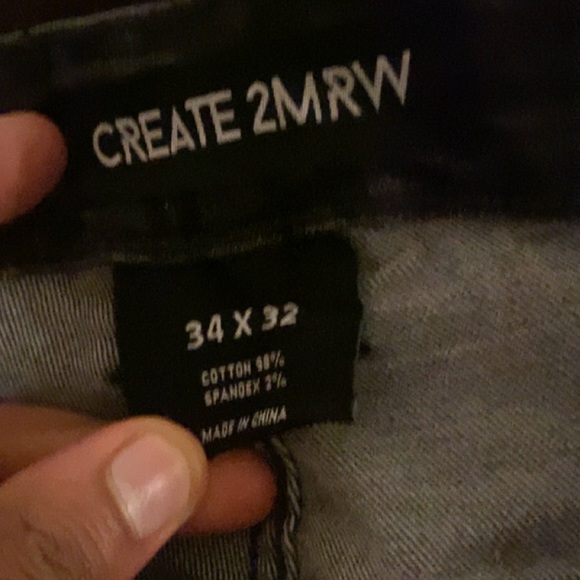 CREATE 2MRW
34 X 32
COTTON 98%
SPANDEX 2%
MADE IN CHINA